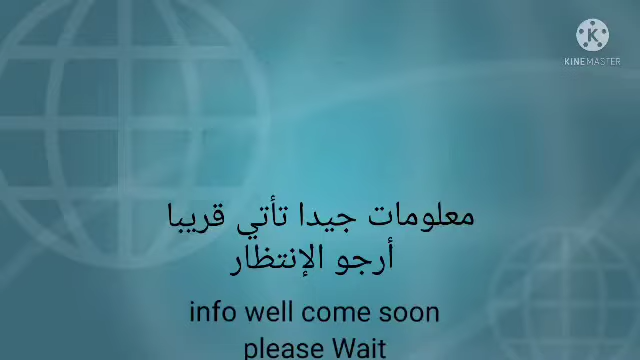 KINEMASTER
معلومات جيدا تأتي قريبا
أرجو الإنتظار
info well come soon
please Wait